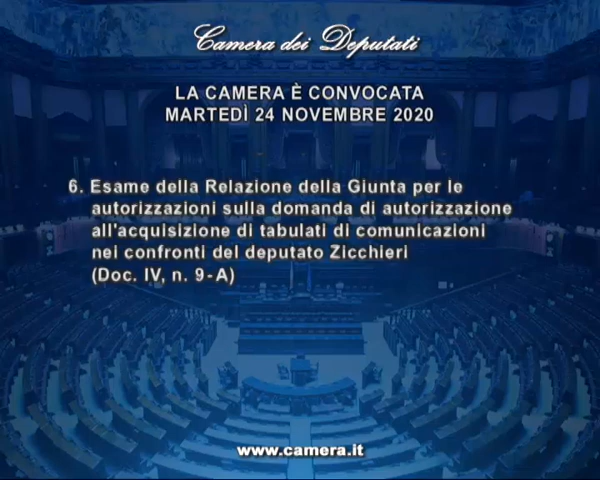 Camera dei Deputati
LA CAMERA È CONVOCATA
MARTEDÌ 24 NOVEMBRE 2020
6. Esame della Relazione della Giunta per le
autorizzazioni sulla domanda di autorizzazione
all'acquisizione di tabulati di comunicazioni
nei confronti del deputato Zicchieri
(Doc. IV, n. 9-A)
www.camera.it